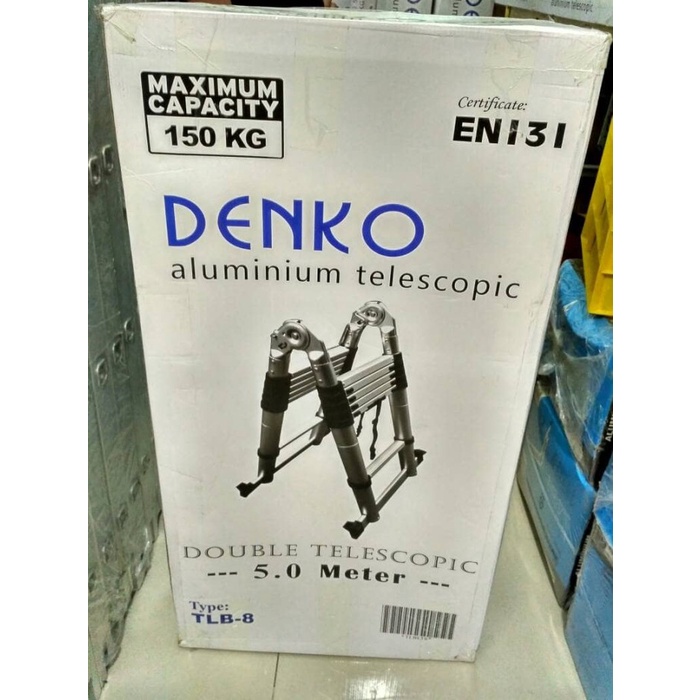 MAXIMUM
CAPACITY
150 KG
Certificate:
EN131
DENKO
aluminium telescopic
DOUBLE TELESCOPIC
--- 5.0 Meter ---
Type:
TLB-8